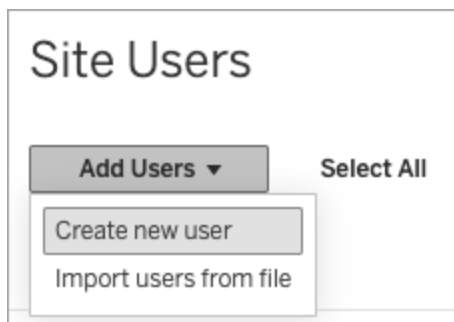 Site Users
Add Users ▾ Select All
Create new user
Import users from file